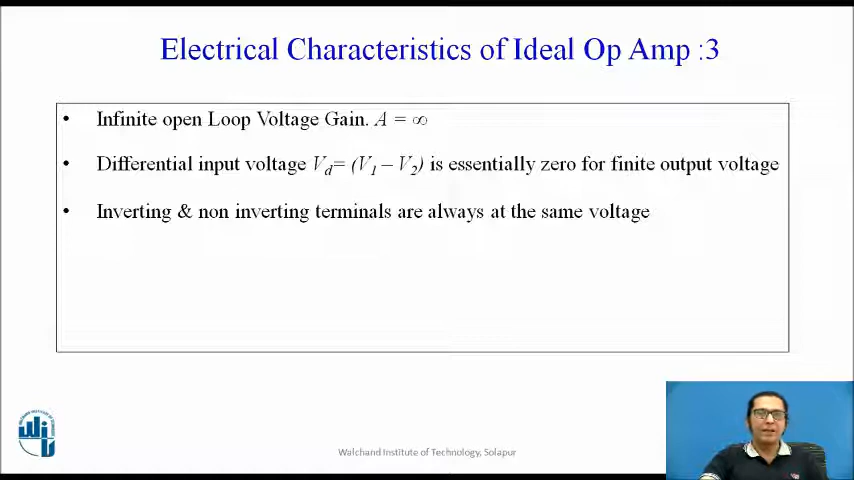 Electrical Characteristics of Ideal Op Amp :3
• Infinite open Loop Voltage Gain. A = ∞
• Differential input voltage Vd= (V1 – V2) is essentially zero for finite output voltage
• Inverting & non inverting terminals are always at the same voltage
Walchand Institute of Technology, Solapur